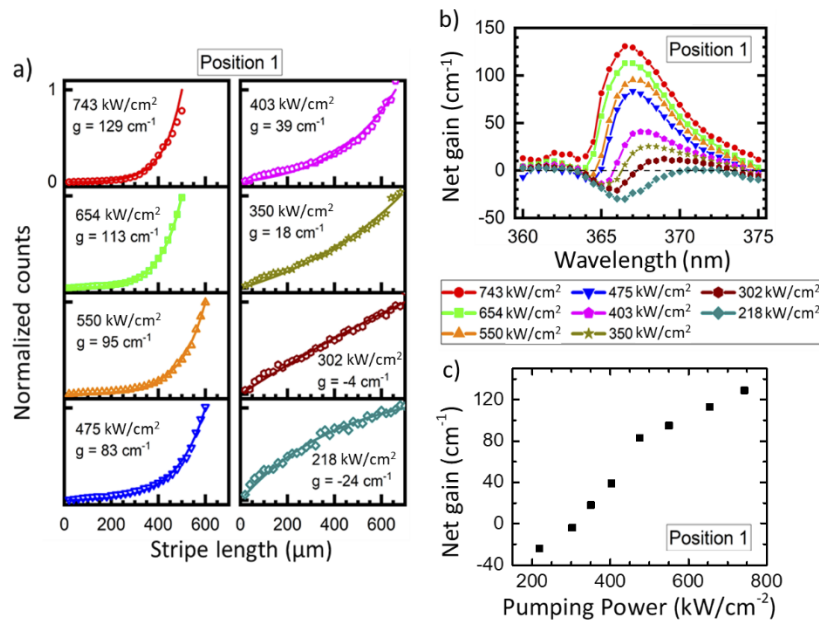 a)
Position 1
Normalized counts
1
0
743 kW/cm²
g = 129 cm⁻¹
403 kW/cm²
g = 39 cm⁻¹
654 kW/cm²
g = 113 cm⁻¹
350 kW/cm²
g = 18 cm⁻¹
550 kW/cm²
g = 95 cm⁻¹
302 kW/cm²
g = -4 cm⁻¹
475 kW/cm²
g = 83 cm⁻¹
218 kW/cm²
g = -24 cm⁻¹
0 200 400 600 0 200 400 600
Stripe length (μm)
b)
Position 1
Net gain (cm⁻¹)
150
100
50
0
-50
360 365 370 375
Wavelength (nm)
743 kW/cm² 475 kW/cm² 302 kW/cm²
654 kW/cm² 403 kW/cm² 218 kW/cm²
550 kW/cm² 350 kW/cm²
c)
Net gain (cm⁻¹)
120
80
40
0
-40
Position 1
200 400 600 800
Pumping Power (kW/cm⁻²)